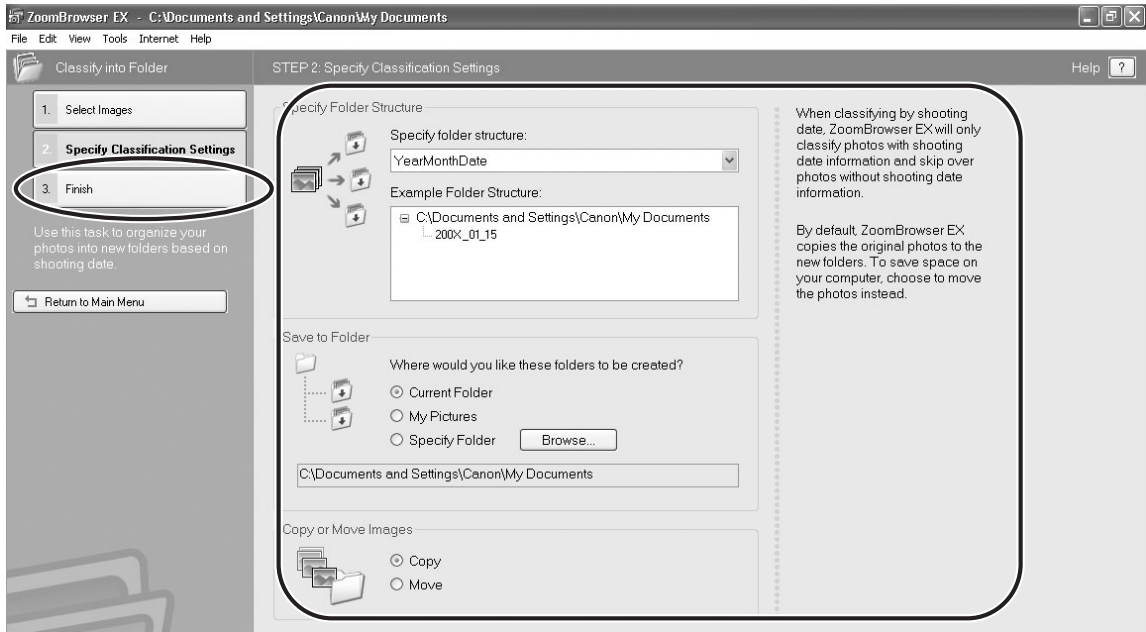 ZoomBrowser EX - C:\Documents and Settings\Canon\My Documents
File Edit View Tools Internet Help
Classify into Folder
STEP 2: Specify Classification Settings
Help ?
1. Select Images
2. Specify Classification Settings
3. Finish
Use this task to organize your
photos into new folders based on
shooting date.
Return to Main Menu
Specify Folder Structure
Specify folder structure:
YearMonthDate
Example Folder Structure:
C:\Documents and Settings\Canon\My Documents
200X_01_15
Save to Folder
Where would you like these folders to be created?
Current Folder
My Pictures
Specify Folder Browse...
C:\Documents and Settings\Canon\My Documents
Copy or Move Images
Copy
Move
When classifying by shooting
date, ZoomBrowser EX will only
classify photos with shooting
date information and skip over
photos without shooting date
information.
By default, ZoomBrowser EX
copies the original photos to the
new folders. To save space on
your computer, choose to move
the photos instead.